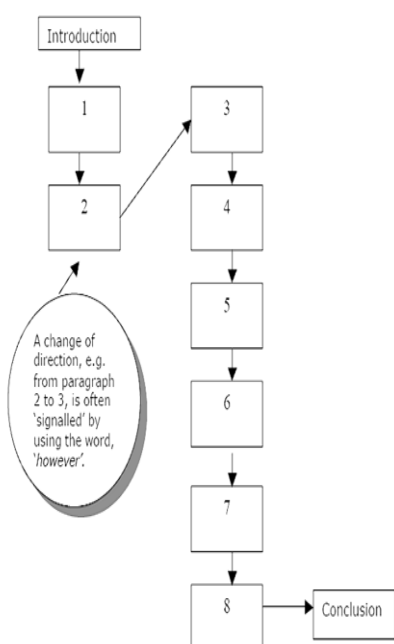 Introduction
1
2
3
4
5
6
7
8
Conclusion
A change of
direction, e.g.
from paragraph
2 to 3, is often
‘signalled’ by
using the word,
‘however’.